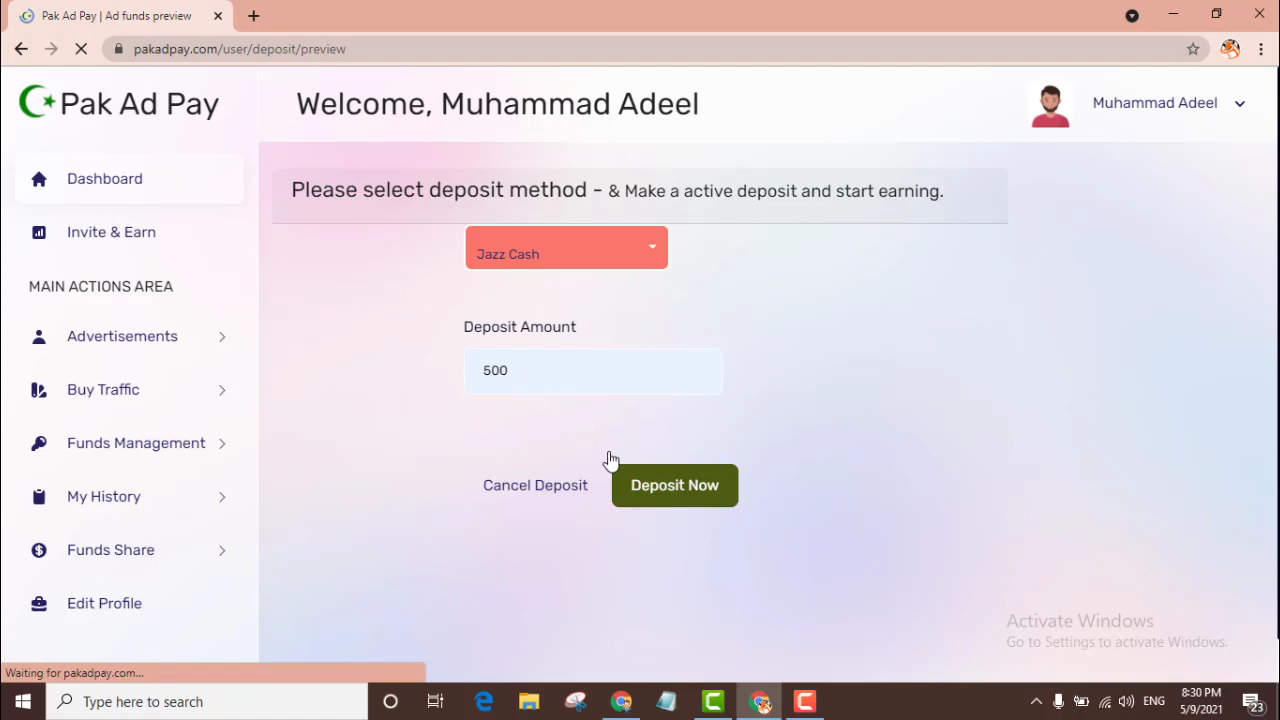 Pak Ad Pay | Ad funds preview
pakadpay.com/user/deposit/preview
Pak Ad Pay
Welcome, Muhammad Adeel
Muhammad Adeel
Dashboard
Invite & Earn
MAIN ACTIONS AREA
Advertisements
Buy Traffic
Funds Management
My History
Funds Share
Edit Profile
Please select deposit method - & Make a active deposit and start earning.
Jazz Cash
Deposit Amount
500
Cancel Deposit
Deposit Now
Activate Windows
Go to Settings to activate Windows.
Waiting for pakadpay.com...
Type here to search
ENG
8:30 PM
5/9/2021
23